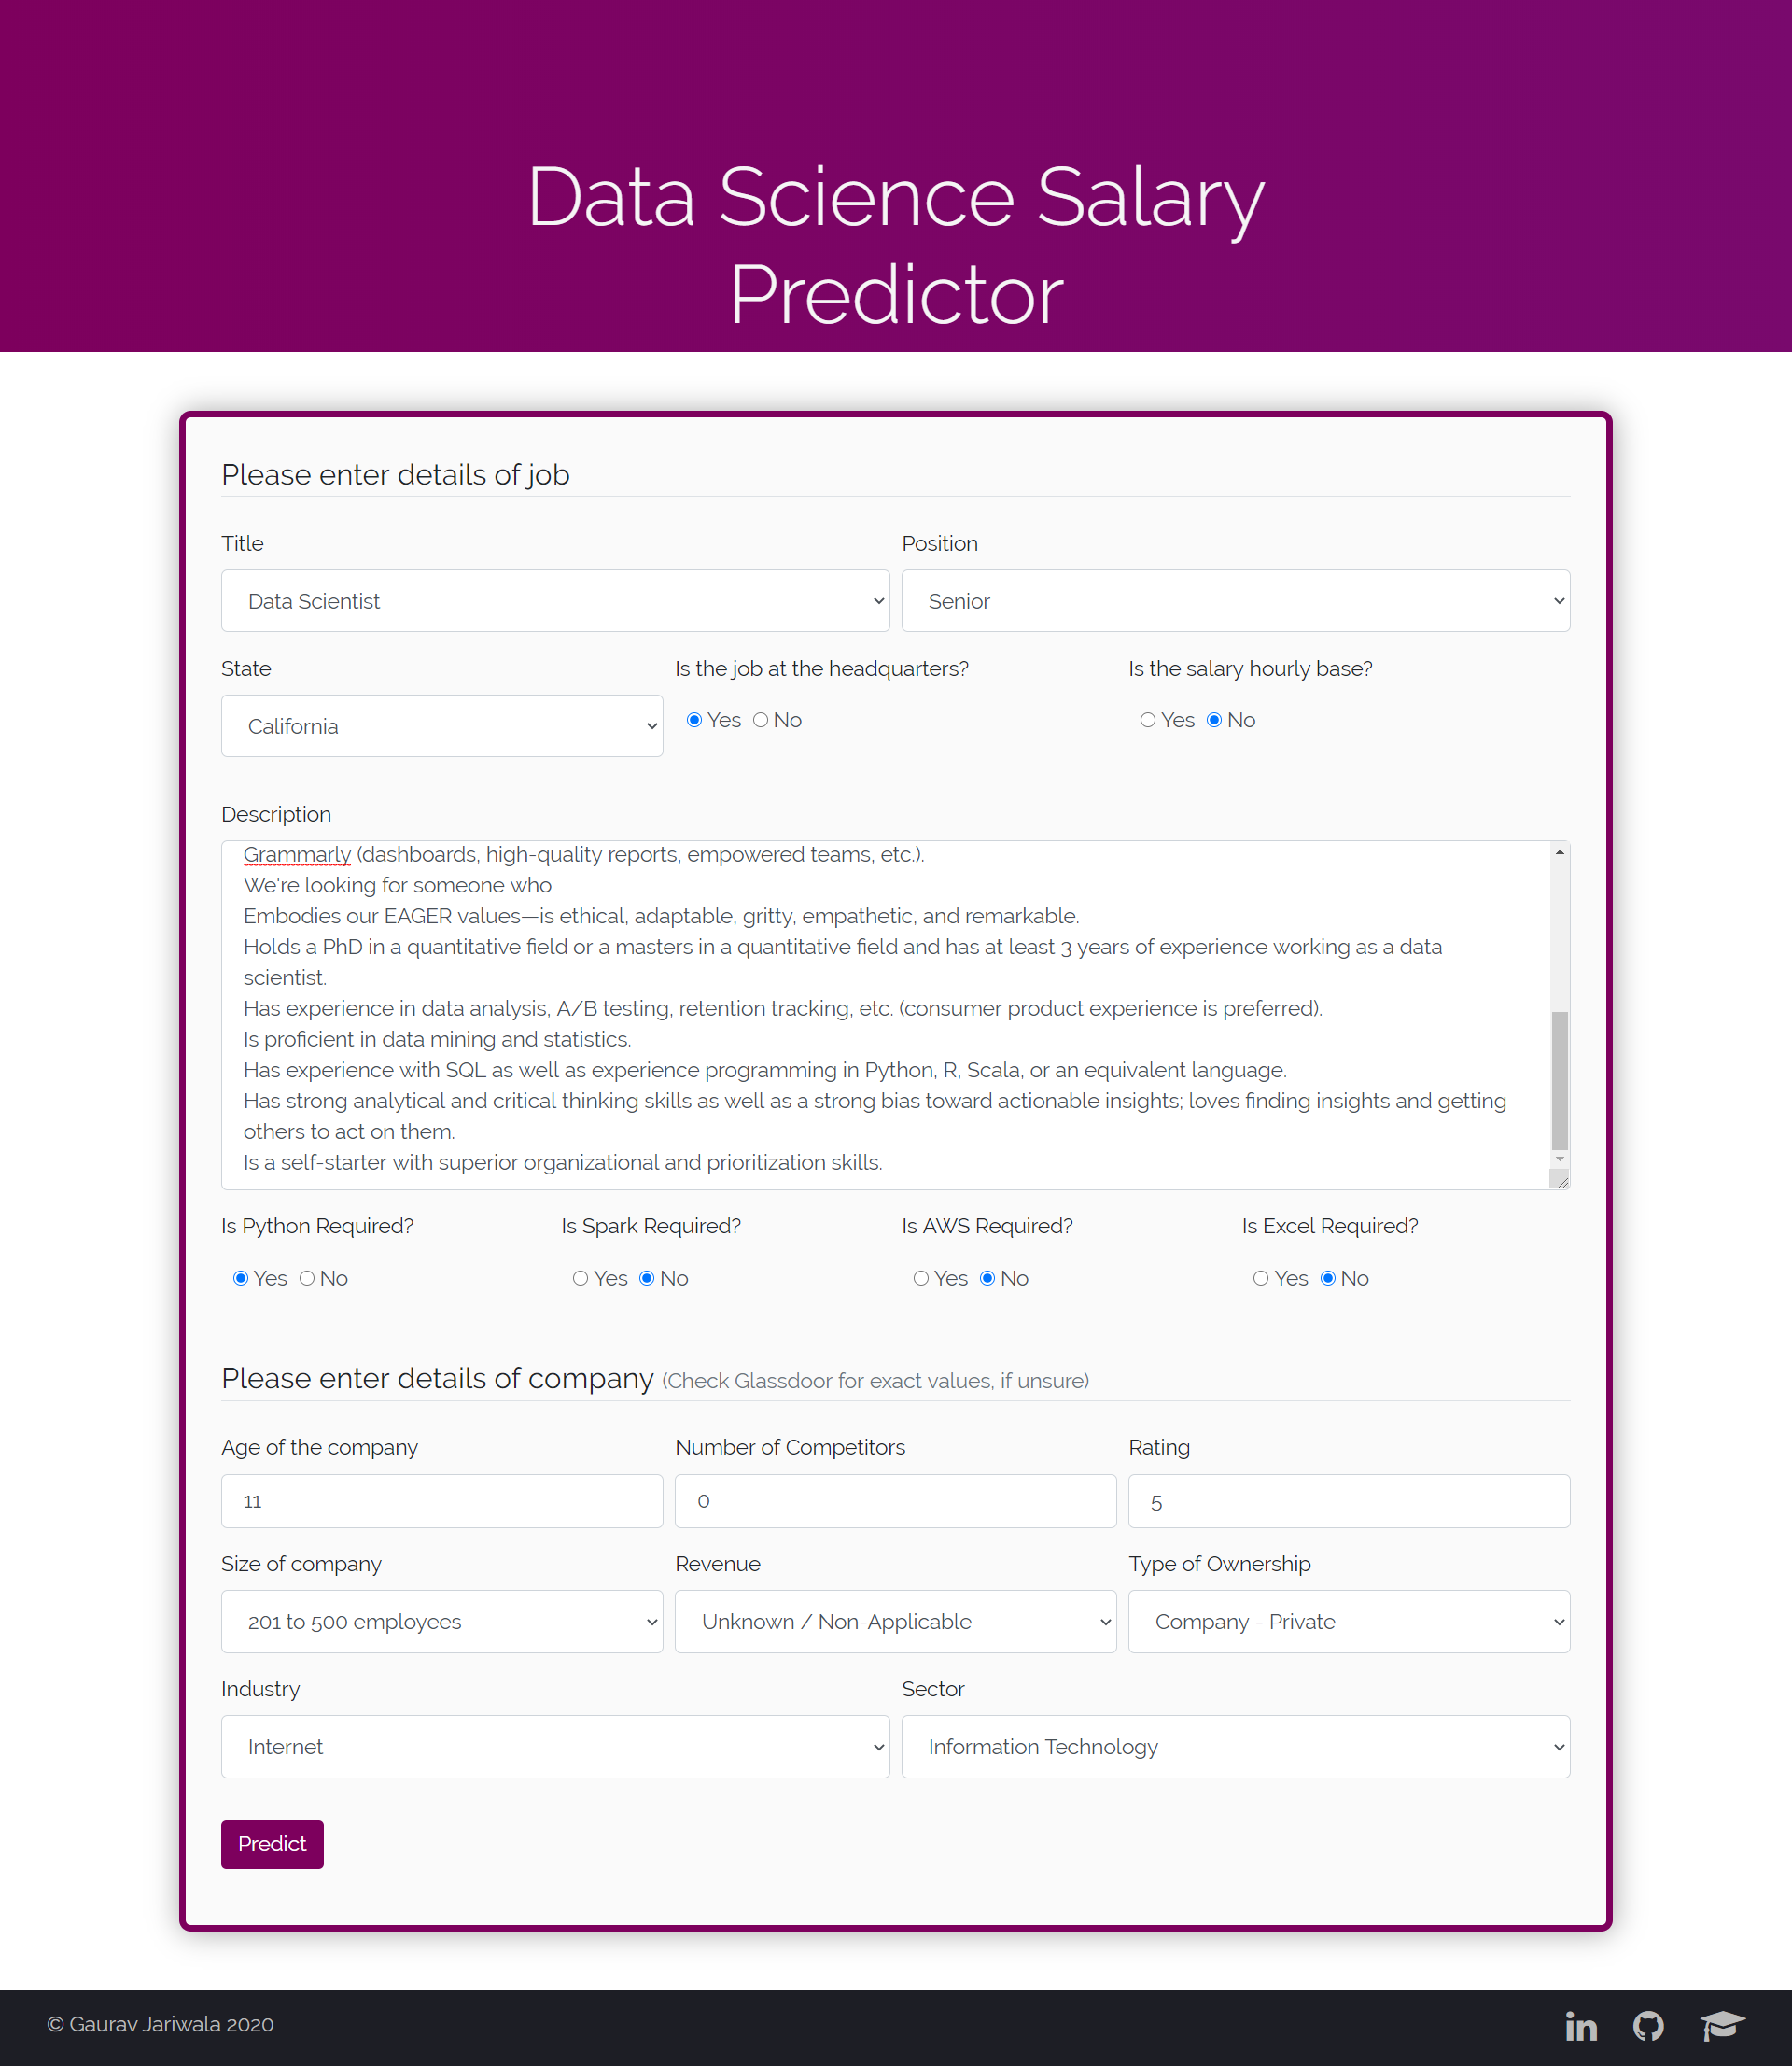 Data Science Salary
Predictor
Please enter details of job
Title
Position
Data Scientist
Senior
State
Is the job at the headquarters?
Is the salary hourly base?
California
Yes No
Yes No
Description
Grammarly (dashboards, high-quality reports, empowered teams, etc.).
We're looking for someone who
Embodies our EAGER values—is ethical, adaptable, gritty, empathetic, and remarkable.
Holds a PhD in a quantitative field or a masters in a quantitative field and has at least 3 years of experience working as a data
scientist.
Has experience in data analysis, A/B testing, retention tracking, etc. (consumer product experience is preferred).
Is proficient in data mining and statistics.
Has experience with SQL as well as experience programming in Python, R, Scala, or an equivalent language.
Has strong analytical and critical thinking skills as well as a strong bias toward actionable insights; loves finding insights and getting
others to act on them.
Is a self-starter with superior organizational and prioritization skills.
Is Python Required?
Is Spark Required?
Is AWS Required?
Is Excel Required?
Yes No
Yes No
Yes No
Yes No
Please enter details of company (Check Glassdoor for exact values, if unsure)
Age of the company
Number of Competitors
Rating
11
0
5
Size of company
Revenue
Type of Ownership
201 to 500 employees
Unknown / Non-Applicable
Company - Private
Industry
Sector
Internet
Information Technology
Predict
© Gaurav Jariwala 2020
in